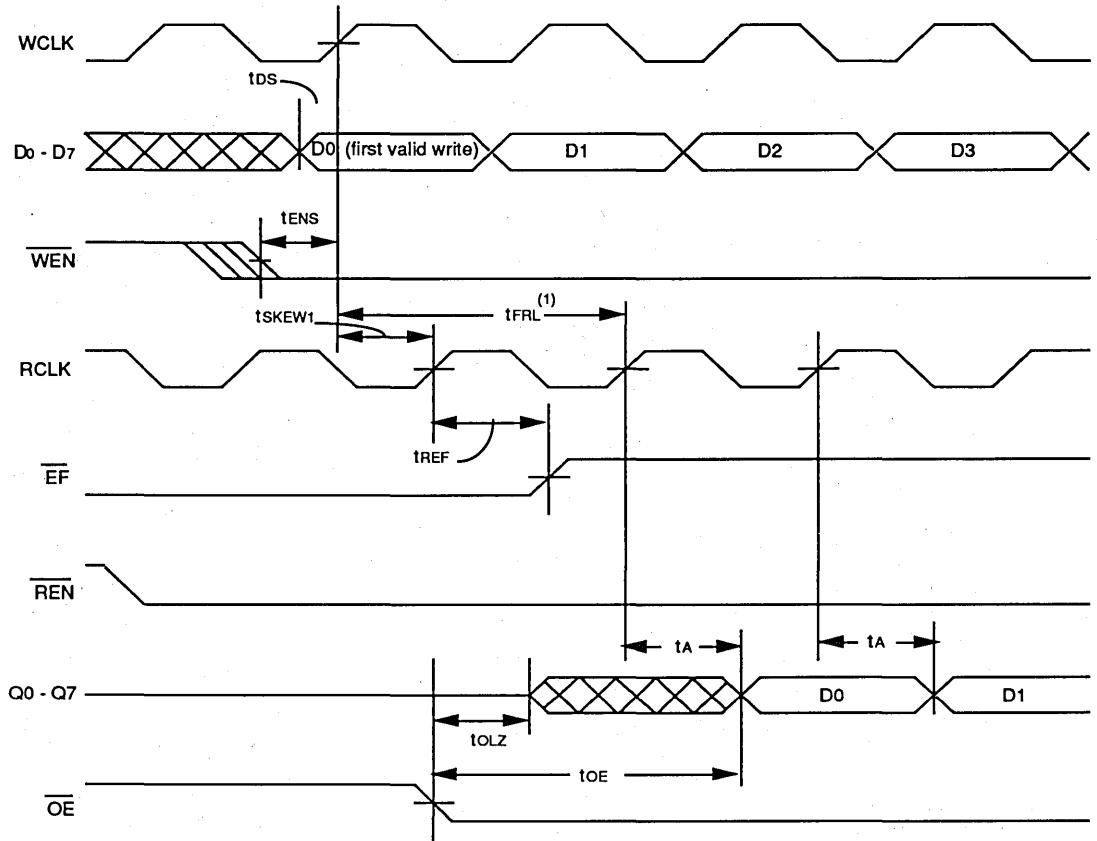 WCLK
tDS
D0 - D7
D0 (first valid write)
D1
D2
D3
tENS
WEN
tFRL(1)
tSKEW1
RCLK
tREF
EF
REN
tA
tA
Q0 - Q7
D0
D1
tOLZ
tOE
OE